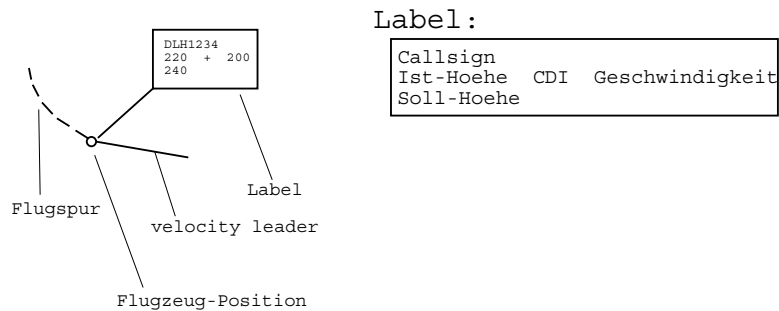 Label:
DLH1234
220 + 200
240
Callsign
Ist-Hoehe CDI Geschwindigkeit
Soll-Hoehe
Label
Flugspur
velocity leader
Flugzeug-Position